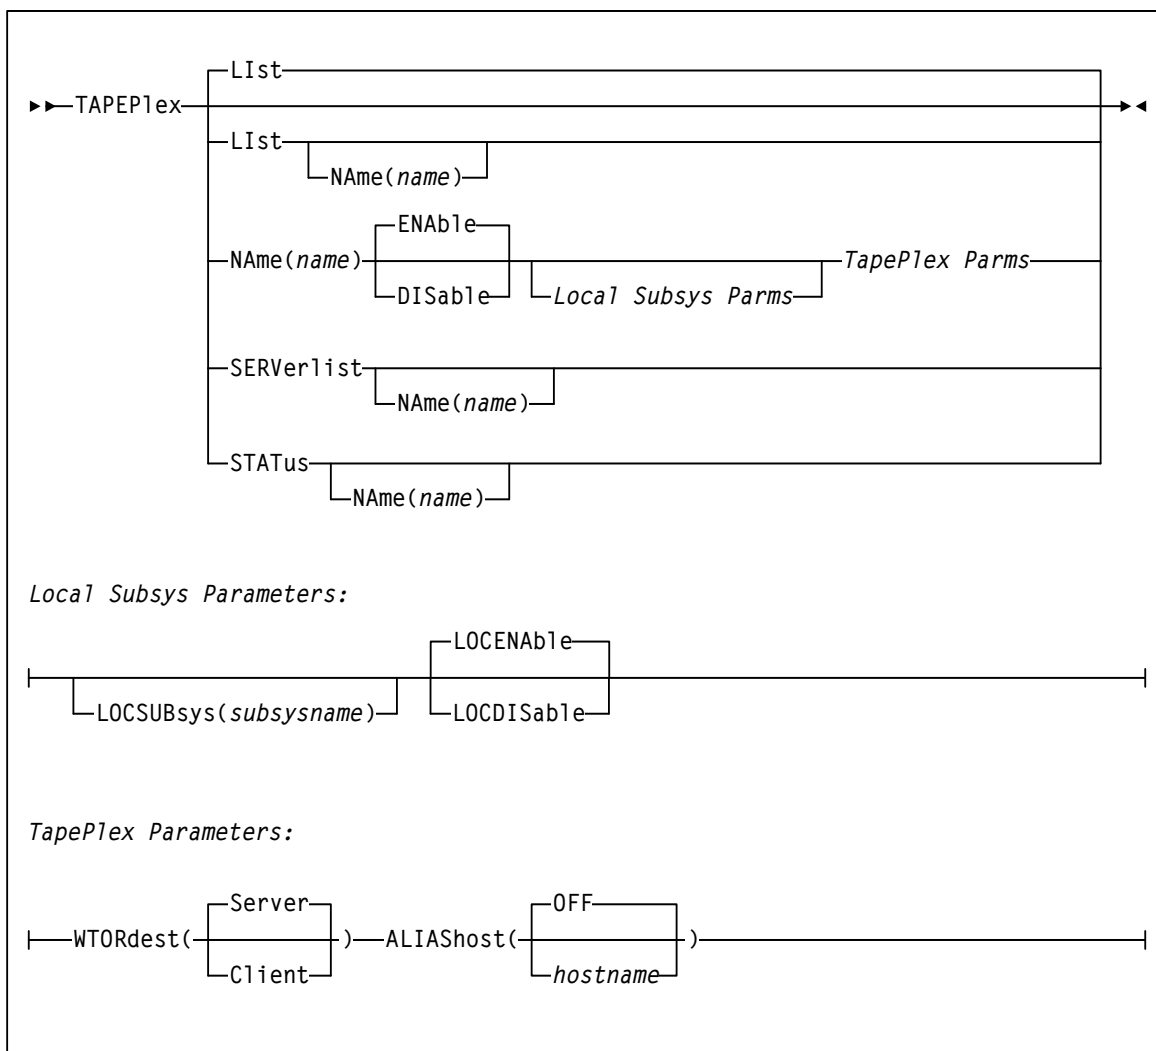 LIst
TAPEPlex
LIst
NAme(name)
ENAble
NAme(name) TapePlex Parms
DISable Local Subsys Parms
SERVerlist
NAme(name)
STATus
NAme(name)
Local Subsys Parameters:
LOCENAble
LOCSUBsys(subsysname) LOCDISable
TapePlex Parameters:
Server OFF
WTORdest( ) ALIAShost( )
Client hostname